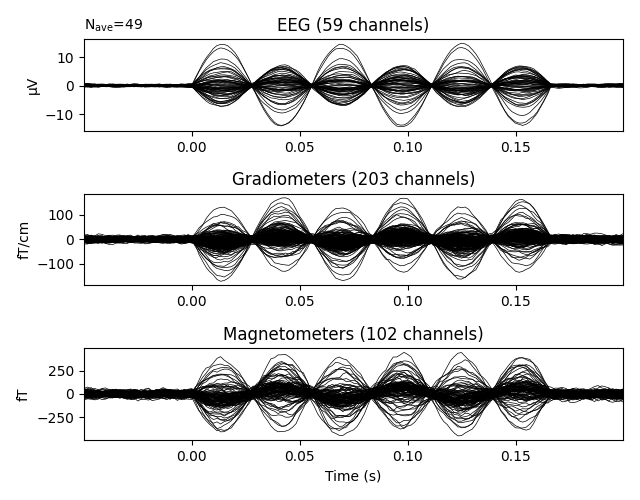 Nave=49
EEG (59 channels)
10
0
−10
µV
0.00 0.05 0.10 0.15
Gradiometers (203 channels)
100
0
−100
fT/cm
0.00 0.05 0.10 0.15
Magnetometers (102 channels)
250
0
−250
fT
0.00 0.05 0.10 0.15
Time (s)